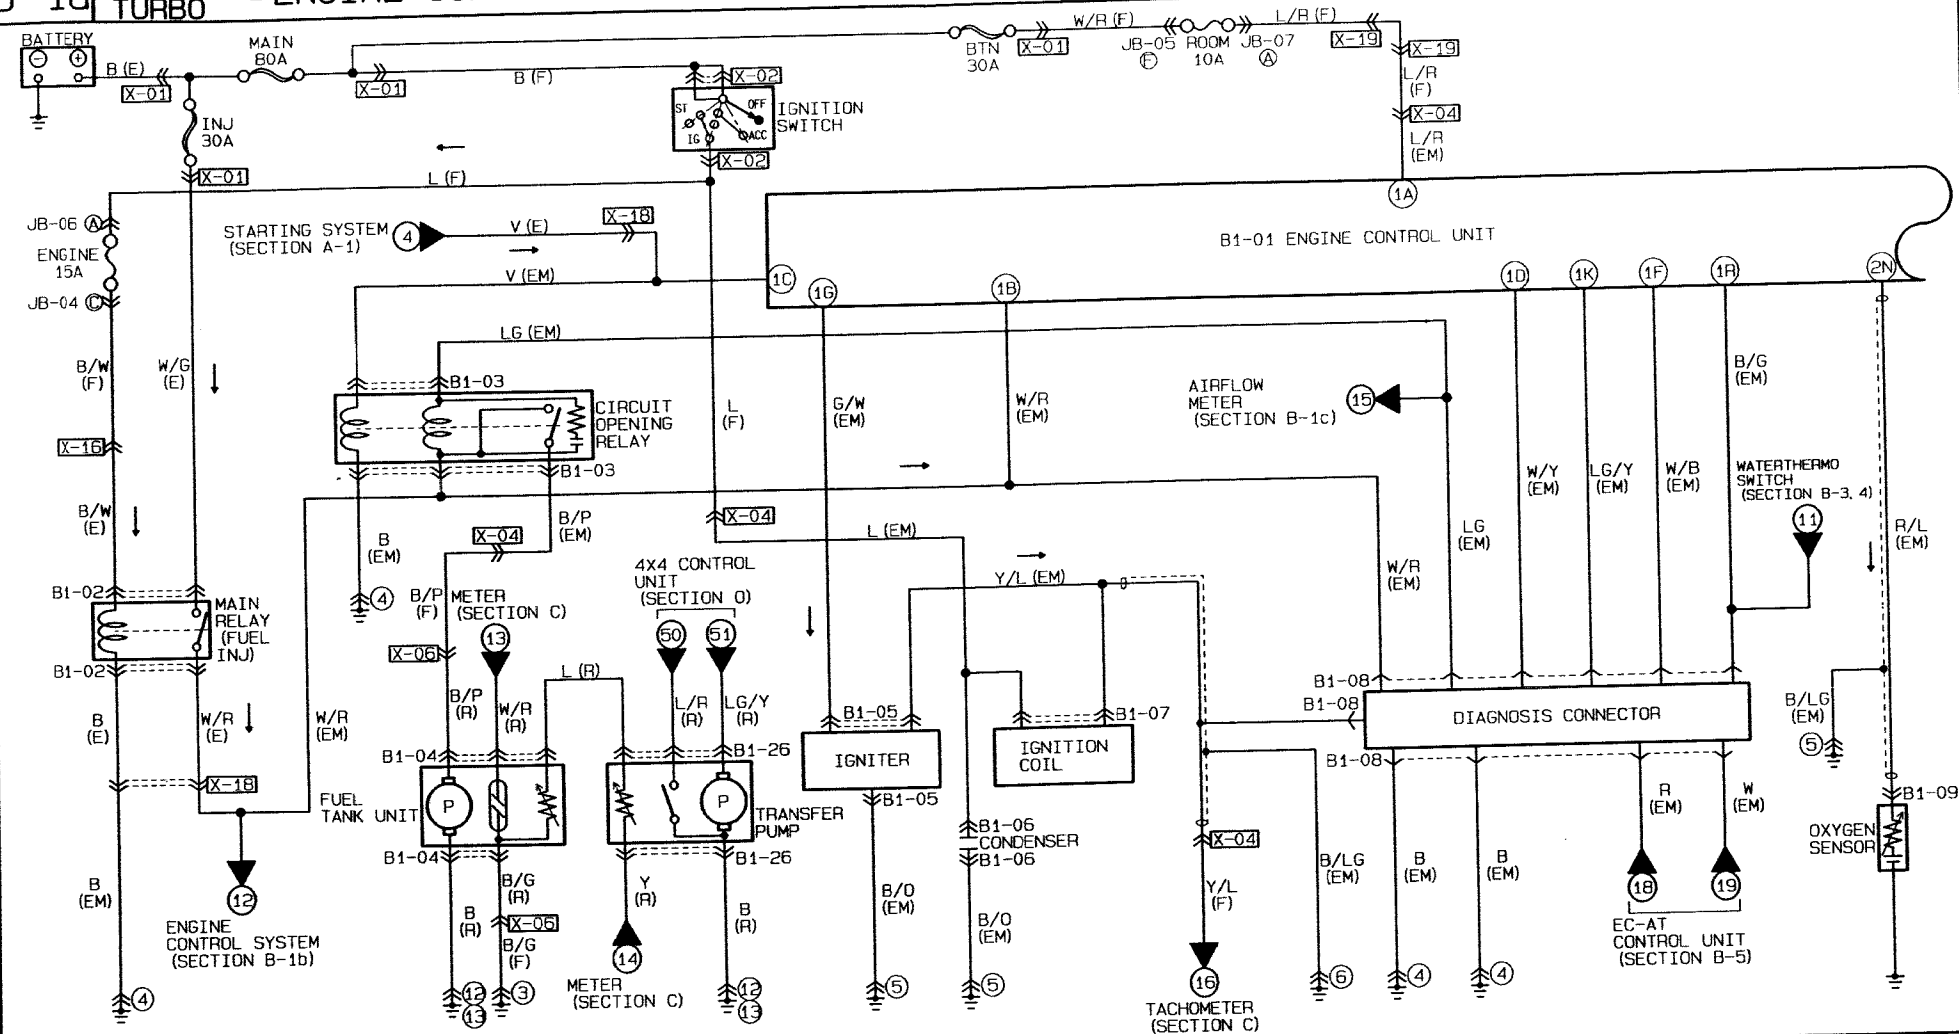 TURBO
BATTERY
B (E)
X-01
MAIN
80A
INJ
30A
X-01
X-01
B (F)
X-02
ST
OFF
IG
ACC
IGNITION
SWITCH
X-02
BTN
30A
X-01
W/R (F)
JB-05
F
ROOM
10A
JB-07
A
L/R (F)
X-19
X-19
L/R
(F)
X-04
L/R
(EM)
L (F)
JB-06 A
ENGINE
15A
JB-04 C
STARTING SYSTEM
(SECTION A-1)
4
V (E)
X-18
V (EM)
1A
B1-01 ENGINE CONTROL UNIT
1C
1G
1B
1D
1K
1F
1R
2N
LG (EM)
B/W
(F)
W/G
(E)
B1-03
CIRCUIT
OPENING
RELAY
B1-03
L
(F)
G/W
(EM)
W/R
(EM)
AIRFLOW
METER
(SECTION B-1c)
15
B/G
(EM)
X-16
B/W
(E)
B
(EM)
4
X-04
B/P
(EM)
X-04
L (EM)
W/R
(EM)
LG
(EM)
W/Y
(EM)
LG/Y
(EM)
W/B
(EM)
WATERTHERMO
SWITCH
(SECTION B-3, 4)
11
R/L
(EM)
B1-02
MAIN
RELAY
(FUEL
INJ)
B1-02
B/P
(F)
METER
(SECTION C)
13
X-06
4X4 CONTROL
UNIT
(SECTION O)
50
51
Y/L (EM)
L (R)
B
(E)
W/R
(E)
W/R
(EM)
B/P
(R)
W/R
(R)
L/R
(R)
LG/Y
(R)
B1-05
B1-07
B1-08
B1-08
DIAGNOSIS CONNECTOR
B1-08
B/LG
(EM)
5
X-18
B1-04
FUEL
TANK UNIT
P
B1-04
B1-26
P
TRANSFER
PUMP
B1-26
IGNITER
B1-05
IGNITION
COIL
B1-06
CONDENSER
B1-06
X-04
R
(EM)
W
(EM)
B1-09
OXYGEN
SENSOR
B
(EM)
12
ENGINE
CONTROL SYSTEM
(SECTION B-1b)
4
B
(R)
12
13
B/G
(R)
X-06
B/G
(F)
3
Y
(R)
14
METER
(SECTION C)
B
(R)
12
13
B/O
(EM)
5
B/O
(EM)
5
Y/L
(F)
16
TACHOMETER
(SECTION C)
B/LG
(EM)
6
B
(EM)
4
B
(EM)
4
18
19
EC-AT
CONTROL UNIT
(SECTION B-5)